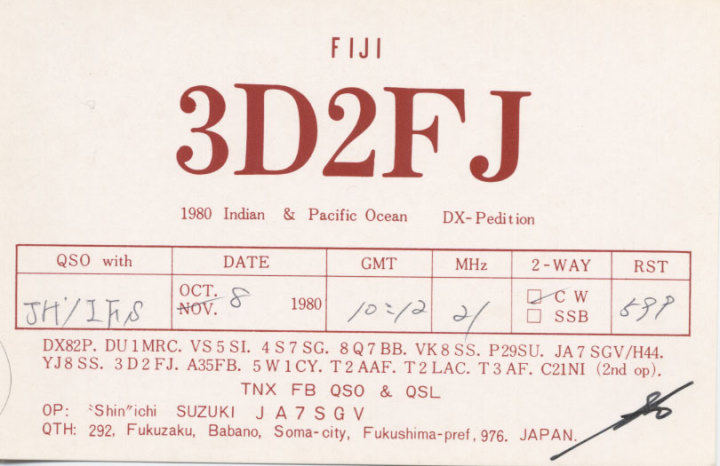 FIJI
3D2FJ
1980 Indian & Pacific Ocean DX-Pedition
QSO with DATE GMT MHz 2-WAY RST
OCT. 8
NOV. 1980 10:12 21 CW 599
SSB
DX82P. DU1MRC. VS5SI. 4S7SG. 8Q7BB. VK8SS. P29SU. JA7SGV/H44.
YJ8SS. 3D2FJ. A35FB. 5W1CY. T2AAF. T2LAC. T3AF. C21NI (2nd op).
TNX FB QSO & QSL
OP: "Shin"ichi SUZUKI JA7SGV
QTH: 292, Fukuzaku, Babano, Soma-city, Fukushima-pref, 976. JAPAN.